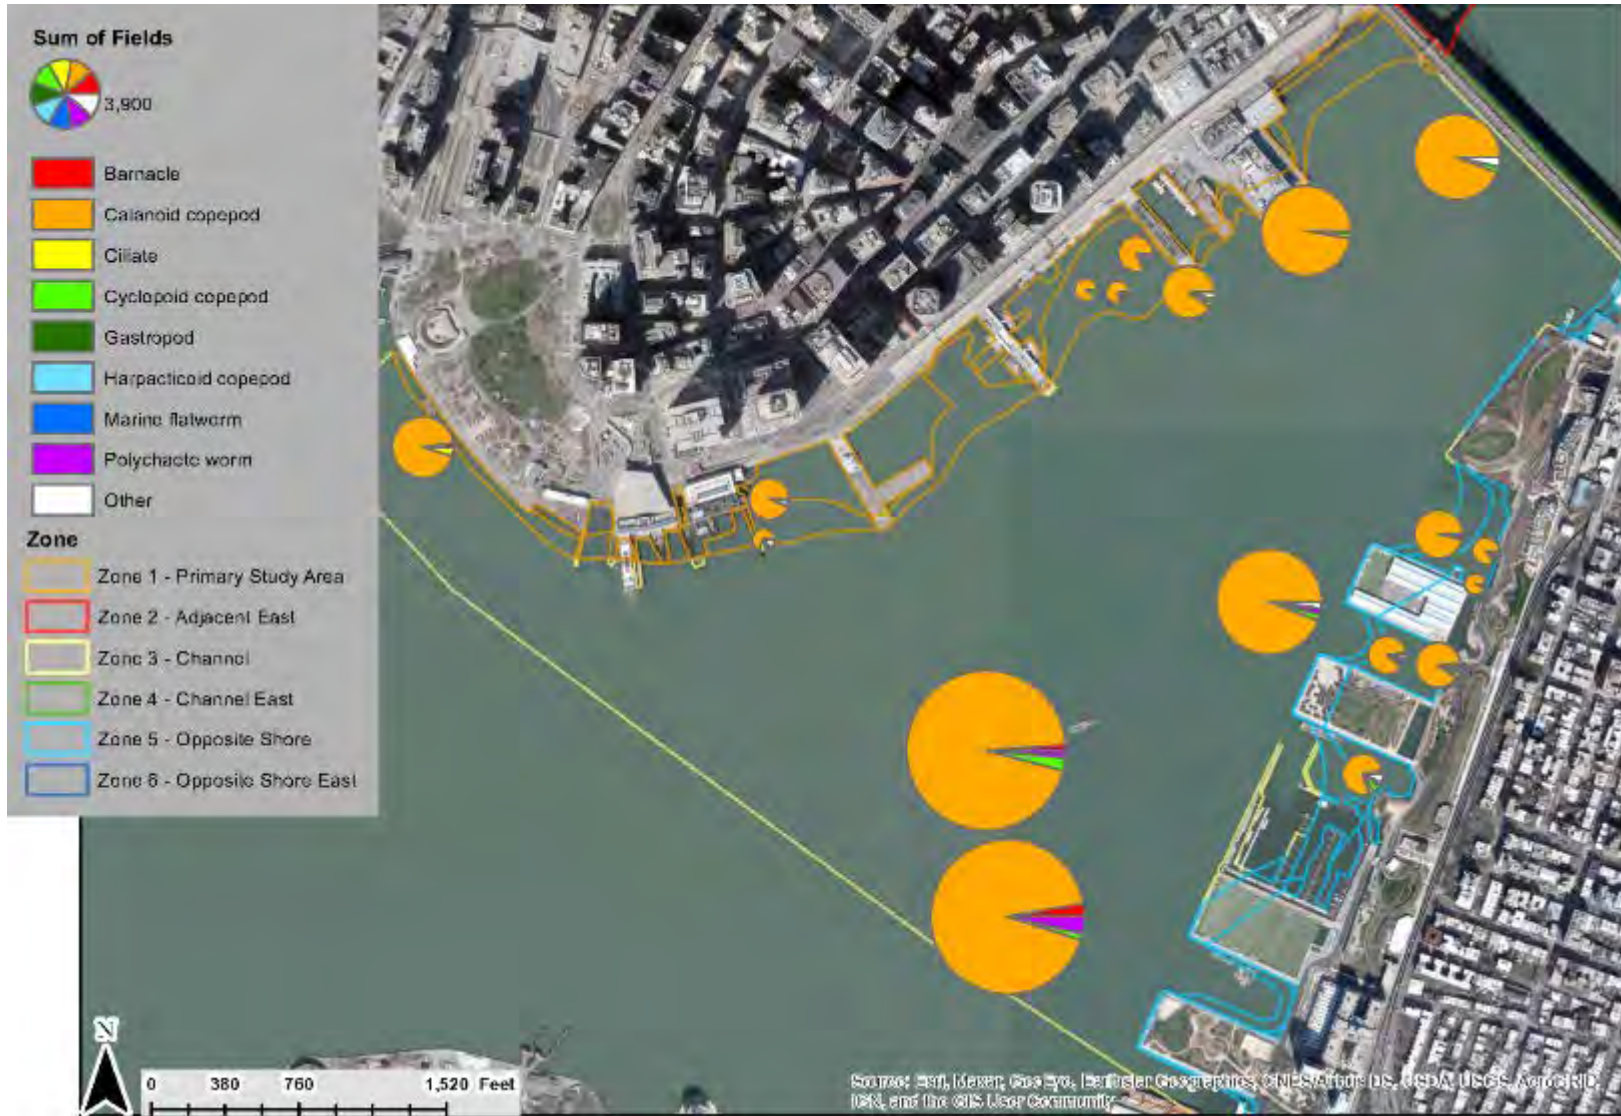 Sum of Fields
3,900
Barnacle
Calanoid copepod
Ciliate
Cyclopoid copepod
Gastropod
Harpacticoid copepod
Marine flatworm
Polychaete worm
Other
Zone
Zone 1 - Primary Study Area
Zone 2 - Adjacent East
Zone 3 - Channel
Zone 4 - Channel East
Zone 5 - Opposite Shore
Zone 6 - Opposite Shore East
N
0 380 760 1,520 Feet
Source: Esri, Maxar, GeoEye, Earthstar Geographics, CNES/Airbus DS, USDA, USGS, AeroGRID,
IGN, and the GIS User Community